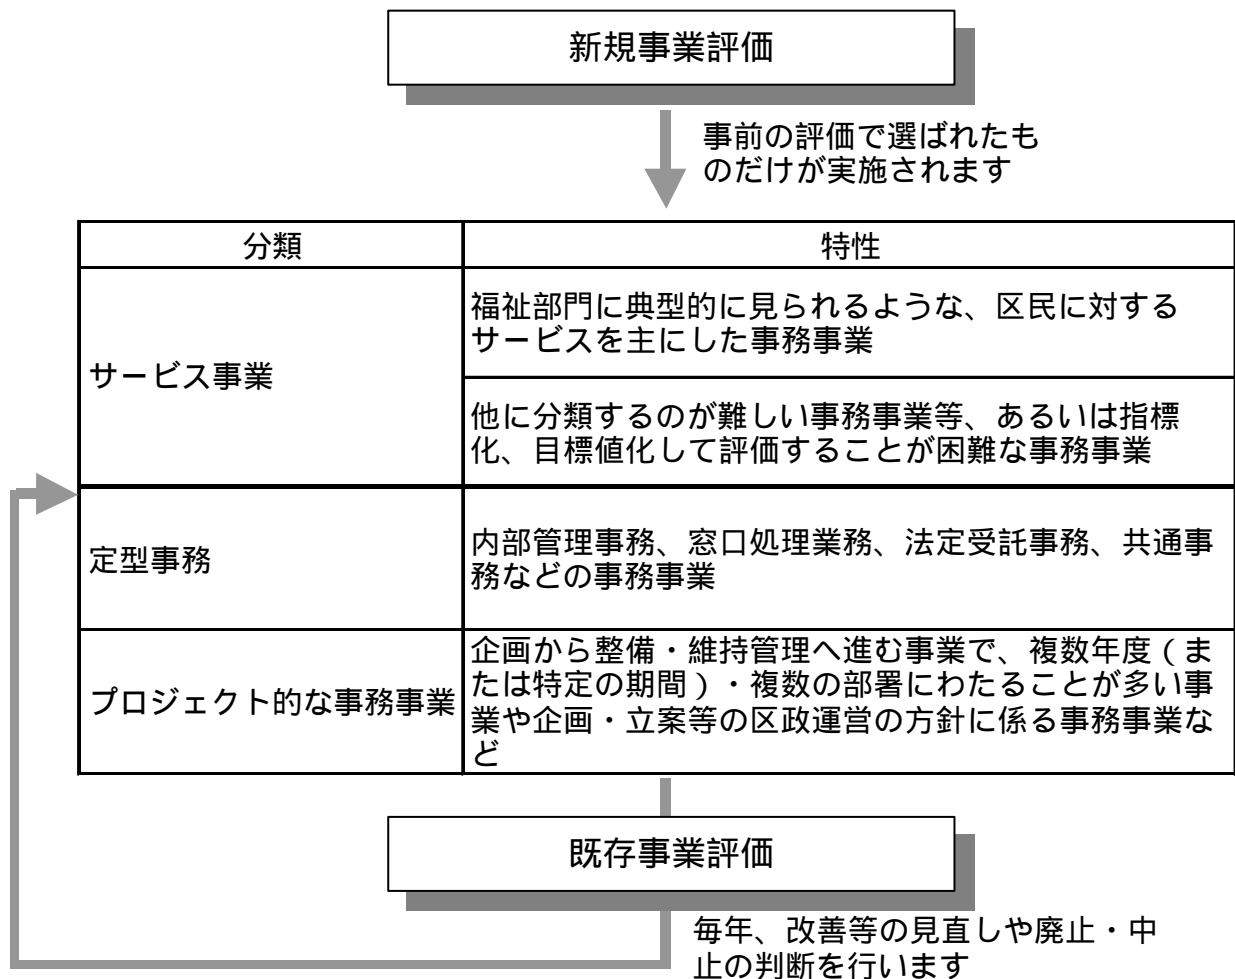 新規事業評価
事前の評価で選ばれたも
のだけが実施されます
分類
特性
サービス事業
福祉部門に典型的に見られるような、区民に対する
サービスを主にした事務事業
他に分類するのが難しい事務事業等、あるいは指標
化、目標値化して評価することが困難な事務事業
定型事務
内部管理事務、窓口処理業務、法定受託事務、共通事
務などの事務事業
プロジェクト的な事務事業
企画から整備・維持管理へ進む事業で、複数年度(ま
たは特定の期間)・複数の部署にわたることが多い事
業や企画・立案等の区政運営の方針に係る事務事業な
ど
既存事業評価
毎年、改善等の見直しや廃止・中
止の判断を行います